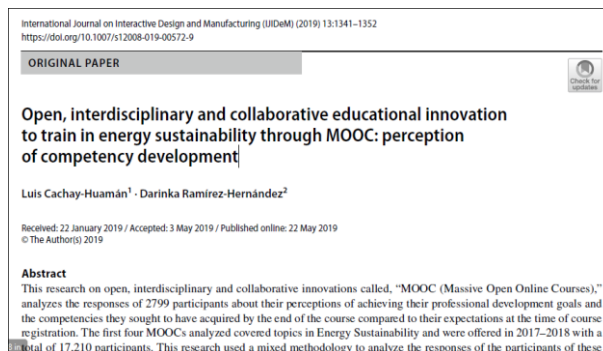 International Journal on Interactive Design and Manufacturing (IJIDeM) (2019) 13:1341–1352
https://doi.org/10.1007/s12008-019-00572-9
ORIGINAL PAPER
Check for
updates
Open, interdisciplinary and collaborative educational innovation
to train in energy sustainability through MOOC: perception
of competency development
Luis Cachay-Huamán1 · Darinka Ramírez-Hernández2
Received: 22 January 2019 / Accepted: 3 May 2019 / Published online: 22 May 2019
© The Author(s) 2019
Abstract
This research on open, interdisciplinary and collaborative innovations called, “MOOC (Massive Open Online Courses),”
analyzes the responses of 2799 participants about their perceptions of achieving their professional development goals and
the competencies they sought to have acquired by the end of the course compared to their expectations at the time of course
registration. The first four MOOCs analyzed covered topics in Energy Sustainability and were offered in 2017–2018 with a
total of 17,210 participants. This research used a mixed methodology to analyze the responses of the participants of these